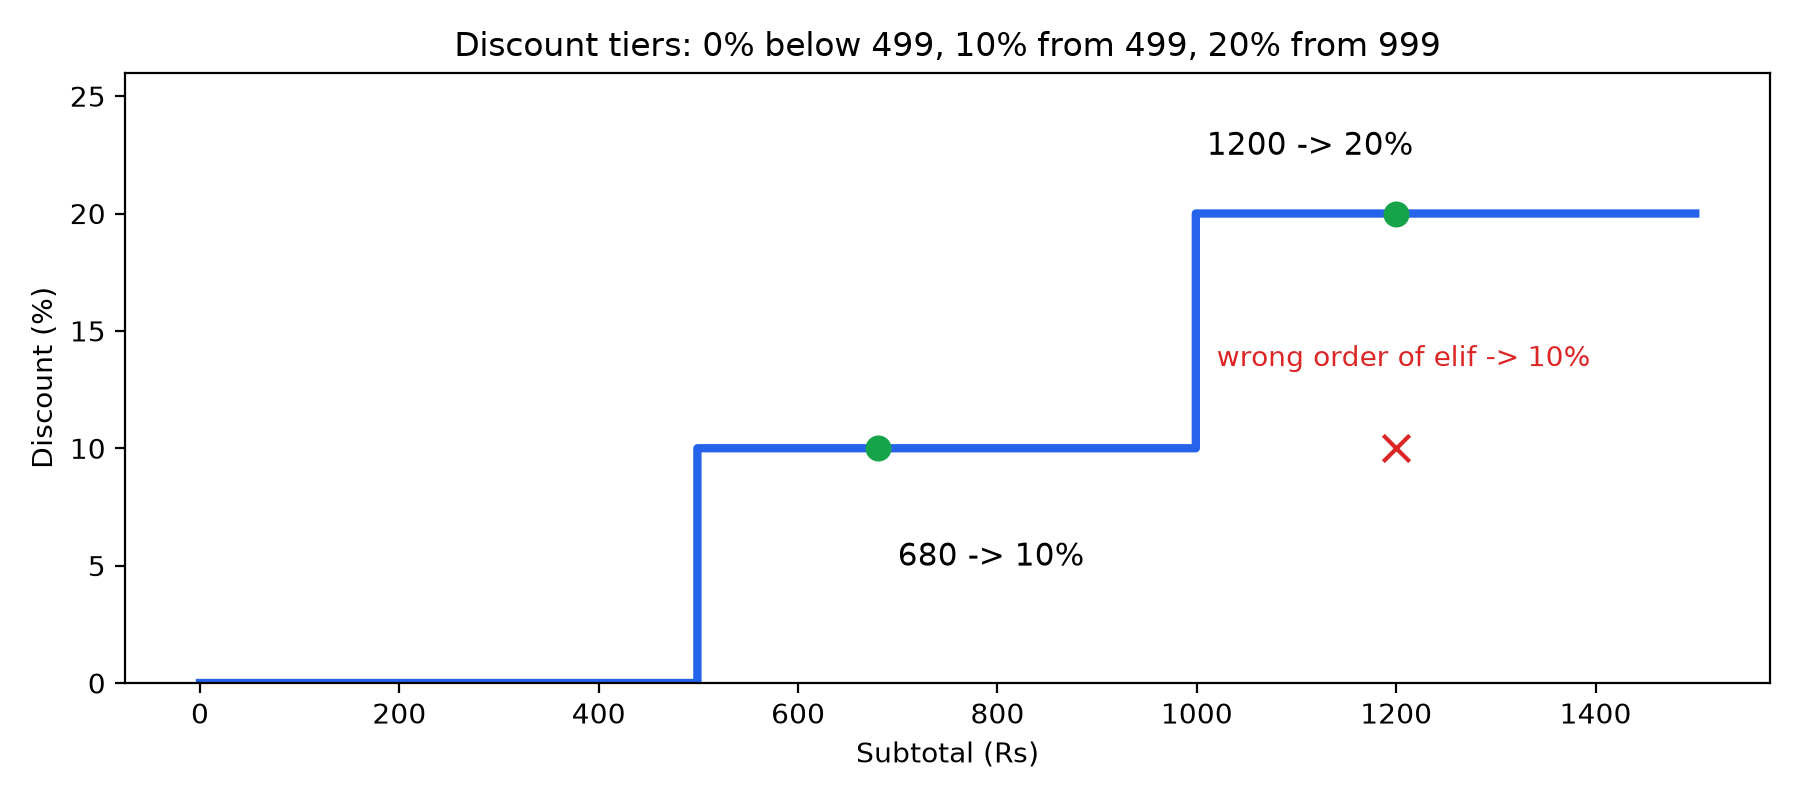 Discount tiers: 0% below 499, 10% from 499, 20% from 999
25
1200 -> 20%
20
15
wrong order of elif -> 10%
10
680 -> 10%
5
0
Discount (%)
0 200 400 600 800 1000 1200 1400
Subtotal (Rs)